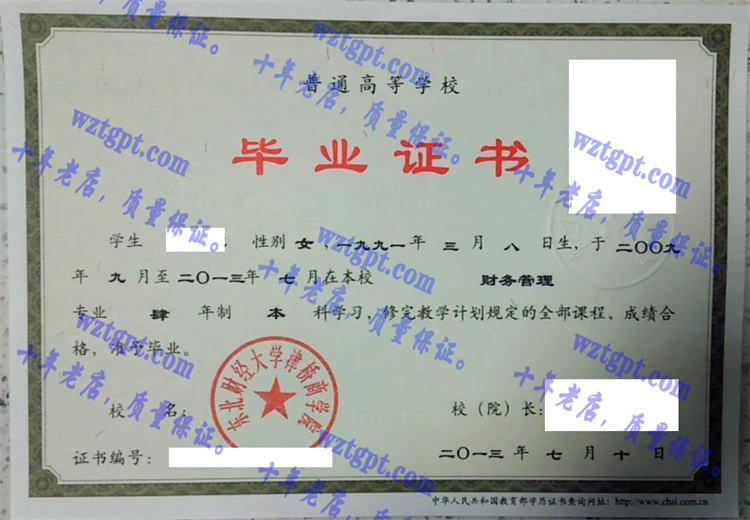 普通高等学校
毕业证书
学生 性别 女，一九九一年 三 月 八 日生，于 二〇〇九
年 九 月至 二〇一三年 七 月在本校 财务管理
专业 肆 年制 本 科学习，修完教学计划规定的全部课程，成绩合
格，准予毕业。
东北财经大学津桥商学院
校 名： 校（院）长：
证书编号： 二〇一三 年 七 月 十 日
中华人民共和国教育部学历证书查询网址：http://www.chsi.com.cn
wztgpt.com
十年老店，质量保证。